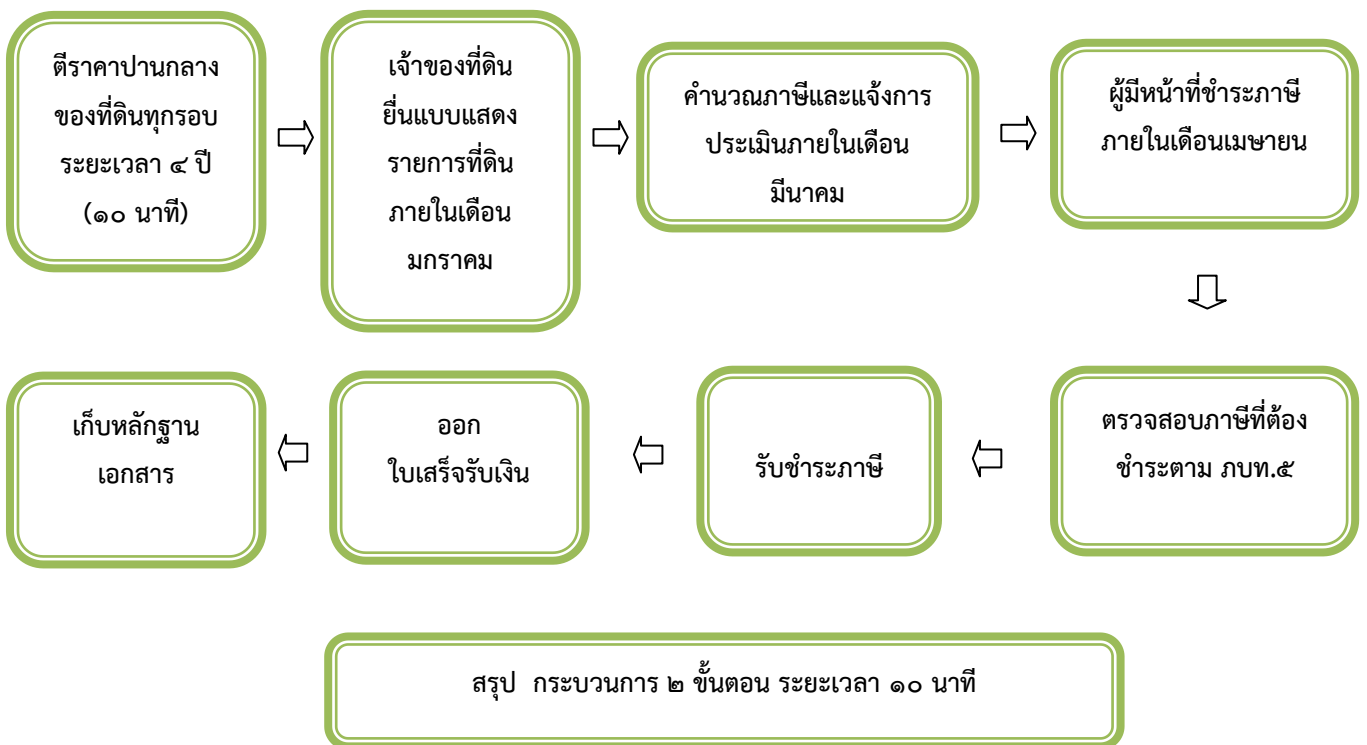 ตีราคาปานกลาง
ของที่ดินทุกรอบ
ระยะเวลา ๔ ปี
(๑๐ นาที)
เจ้าของที่ดิน
ยื่นแบบแสดง
รายการที่ดิน
ภายในเดือน
มกราคม
คำนวณภาษีและแจ้งการ
ประเมินภายในเดือน
มีนาคม
ผู้มีหน้าที่ชำระภาษี
ภายในเดือนเมษายน
ตรวจสอบภาษีที่ต้อง
ชำระตาม ภบท.๕
รับชำระภาษี
ออก
ใบเสร็จรับเงิน
เก็บหลักฐาน
เอกสาร
สรุป กระบวนการ ๒ ขั้นตอน ระยะเวลา ๑๐ นาที